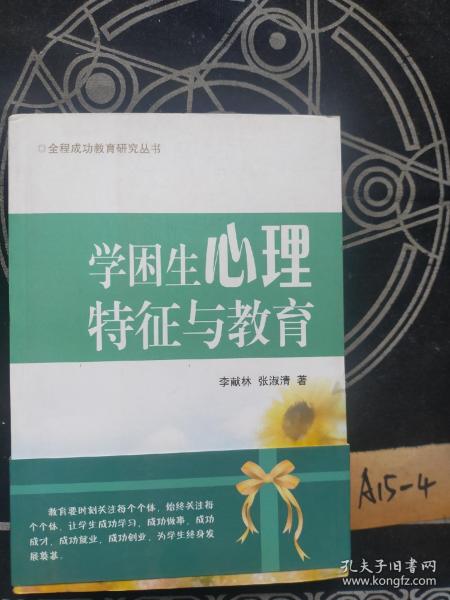 全程成功教育研究丛书
学困生心理
特征与教育
李献林 张淑清 著
教育要时刻关注每个个体，始终关注每
个个体，让学生成功学习，成功做事，成功
成才，成功就业，成功创业，为学生终身发
展奠基。
A15-4
孔夫子旧书网
www.kongfz.com